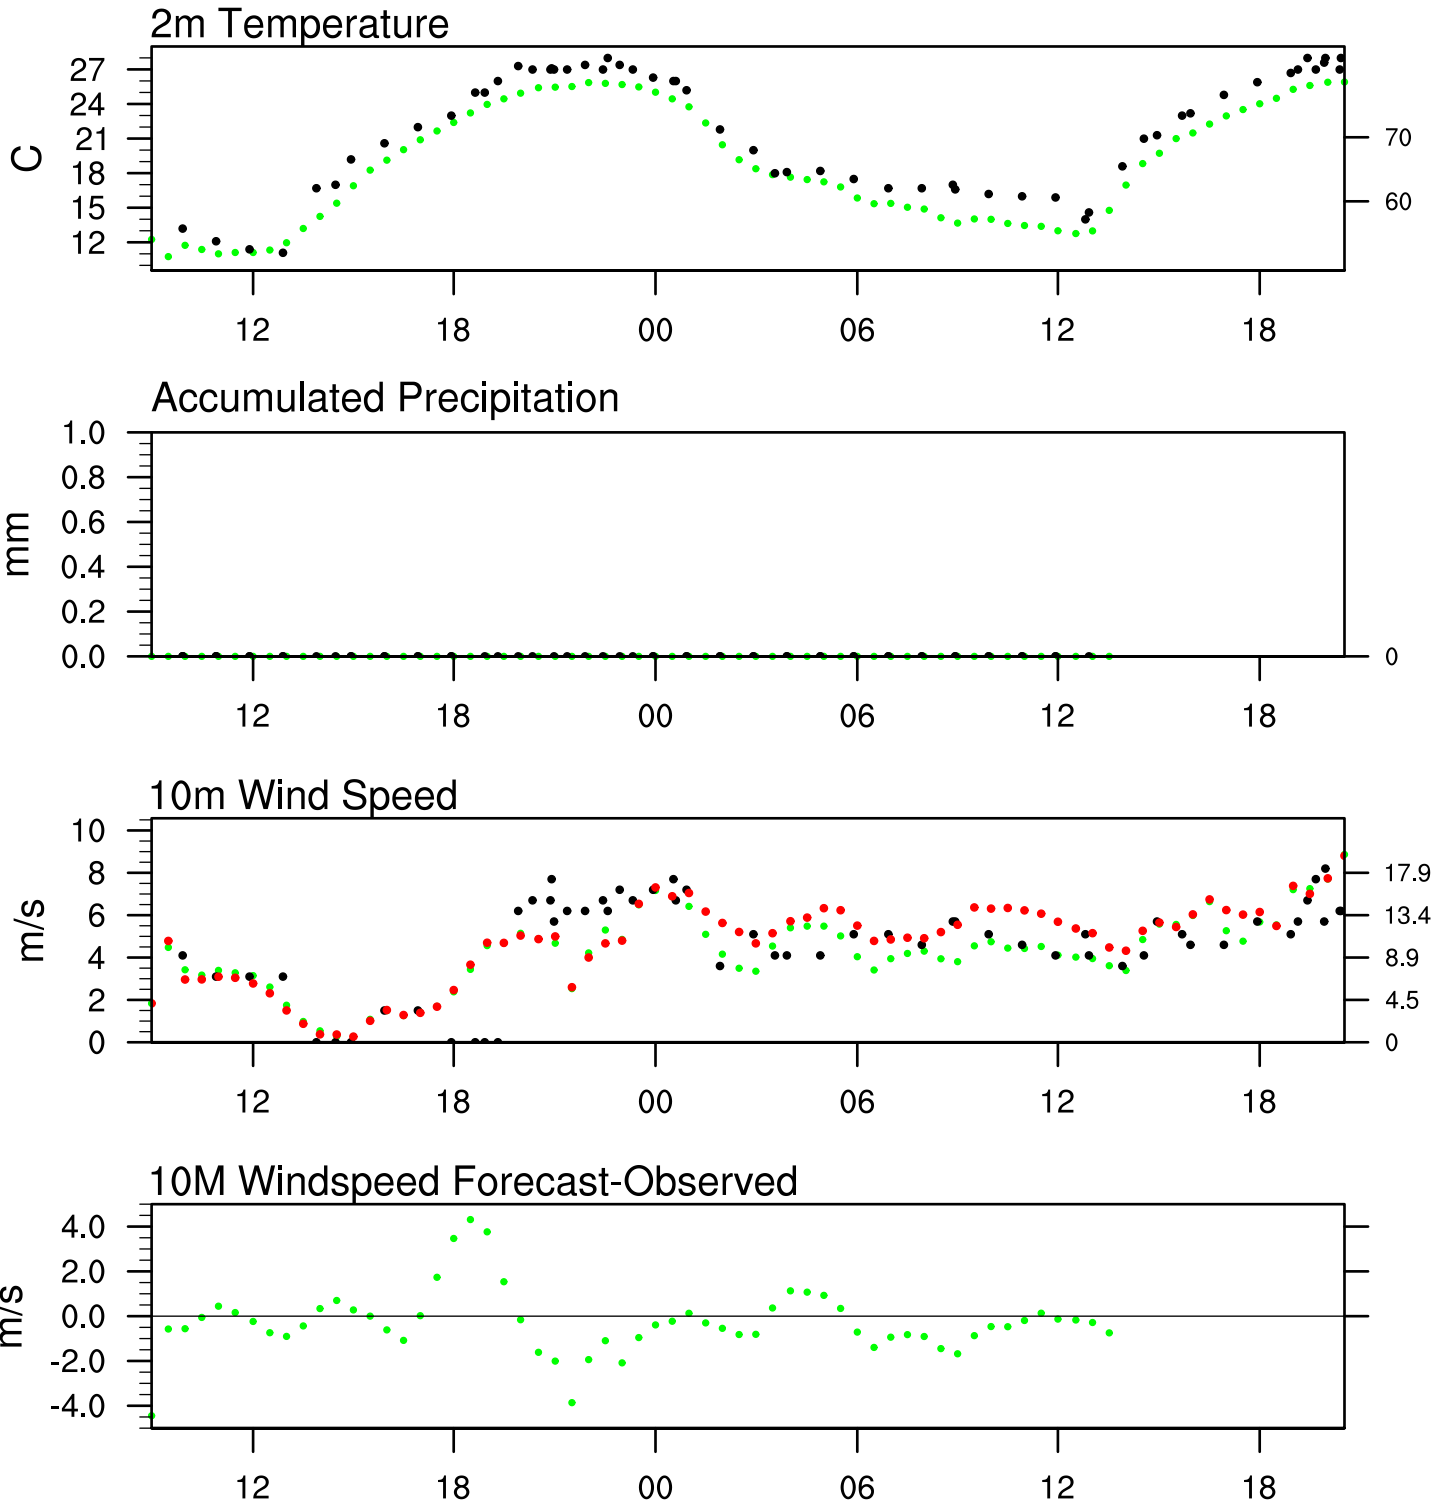 2m Temperature
27
24
21
18
15
12
C
70
60
12 18 00 06 12 18
Accumulated Precipitation
1.0
0.8
0.6
0.4
0.2
0.0
mm
0
12 18 00 06 12 18
10m Wind Speed
10
8
6
4
2
0
m/s
17.9
13.4
8.9
4.5
0
12 18 00 06 12 18
10M Windspeed Forecast-Observed
4.0
2.0
0.0
-2.0
-4.0
m/s
12 18 00 06 12 18